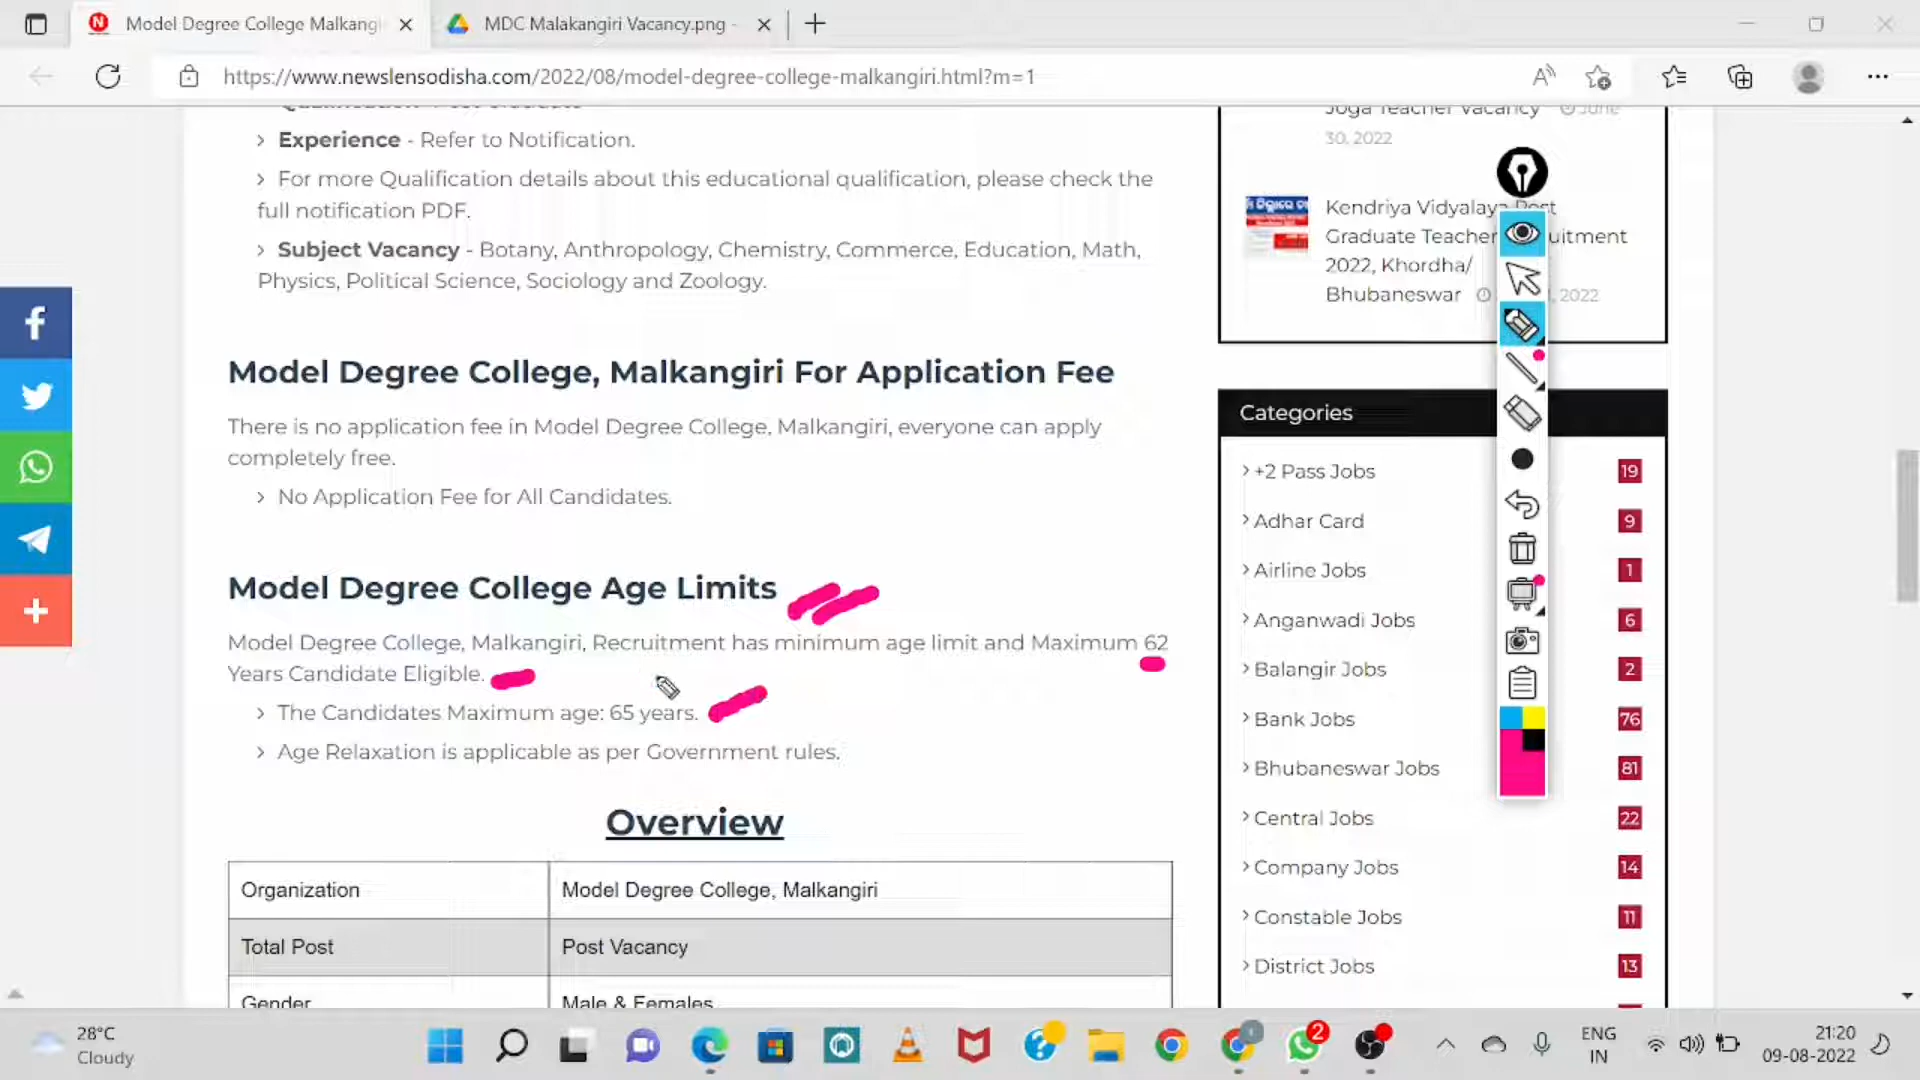 Model Degree College Malkangi
MDC Malakangiri Vacancy.png -
https://www.newslensodisha.com/2022/08/model-degree-college-malkangiri.html?m=1
> Experience - Refer to Notification.
> For more Qualification details about this educational qualification, please check the
full notification PDF.
> Subject Vacancy - Botany, Anthropology, Chemistry, Commerce, Education, Math,
Physics, Political Science, Sociology and Zoology.
Model Degree College, Malkangiri For Application Fee
There is no application fee in Model Degree College, Malkangiri, everyone can apply
completely free.
> No Application Fee for All Candidates.
Model Degree College Age Limits
Model Degree College, Malkangiri, Recruitment has minimum age limit and Maximum 62
Years Candidate Eligible.
> The Candidates Maximum age: 65 years.
> Age Relaxation is applicable as per Government rules.
Overview
Organization Model Degree College, Malkangiri
Total Post Post Vacancy
Gender Male & Females
Joga Teacher Vacancy June
30, 2022
Kendriya Vidyalaya Post
Graduate Teacher uitment
2022, Khordha/
Bhubaneswar , 2022
Categories
> +2 Pass Jobs 19
> Adhar Card 9
> Airline Jobs 1
> Anganwadi Jobs 6
> Balangir Jobs 2
> Bank Jobs 76
> Bhubaneswar Jobs 81
> Central Jobs 22
> Company Jobs 14
> Constable Jobs 11
> District Jobs 13
28°C
Cloudy
2
ENG
IN
21:20
09-08-2022